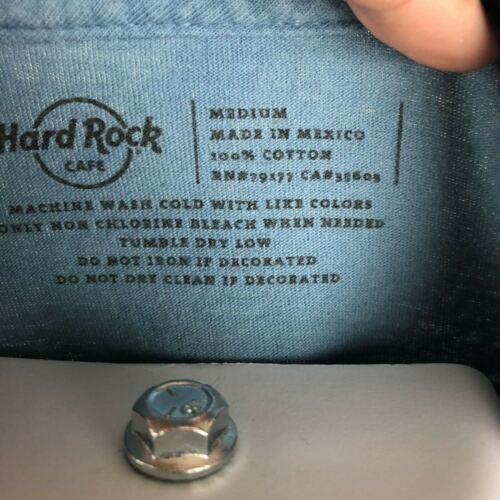 Hard Rock
CAFE
MEDIUM
MADE IN MEXICO
100% COTTON
RN#79177 CA#35605
MACHINE WASH COLD WITH LIKE COLORS
ONLY NON CHLORINE BLEACH WHEN NEEDED
TUMBLE DRY LOW
DO NOT IRON IF DECORATED
DO NOT DRY CLEAN IF DECORATED